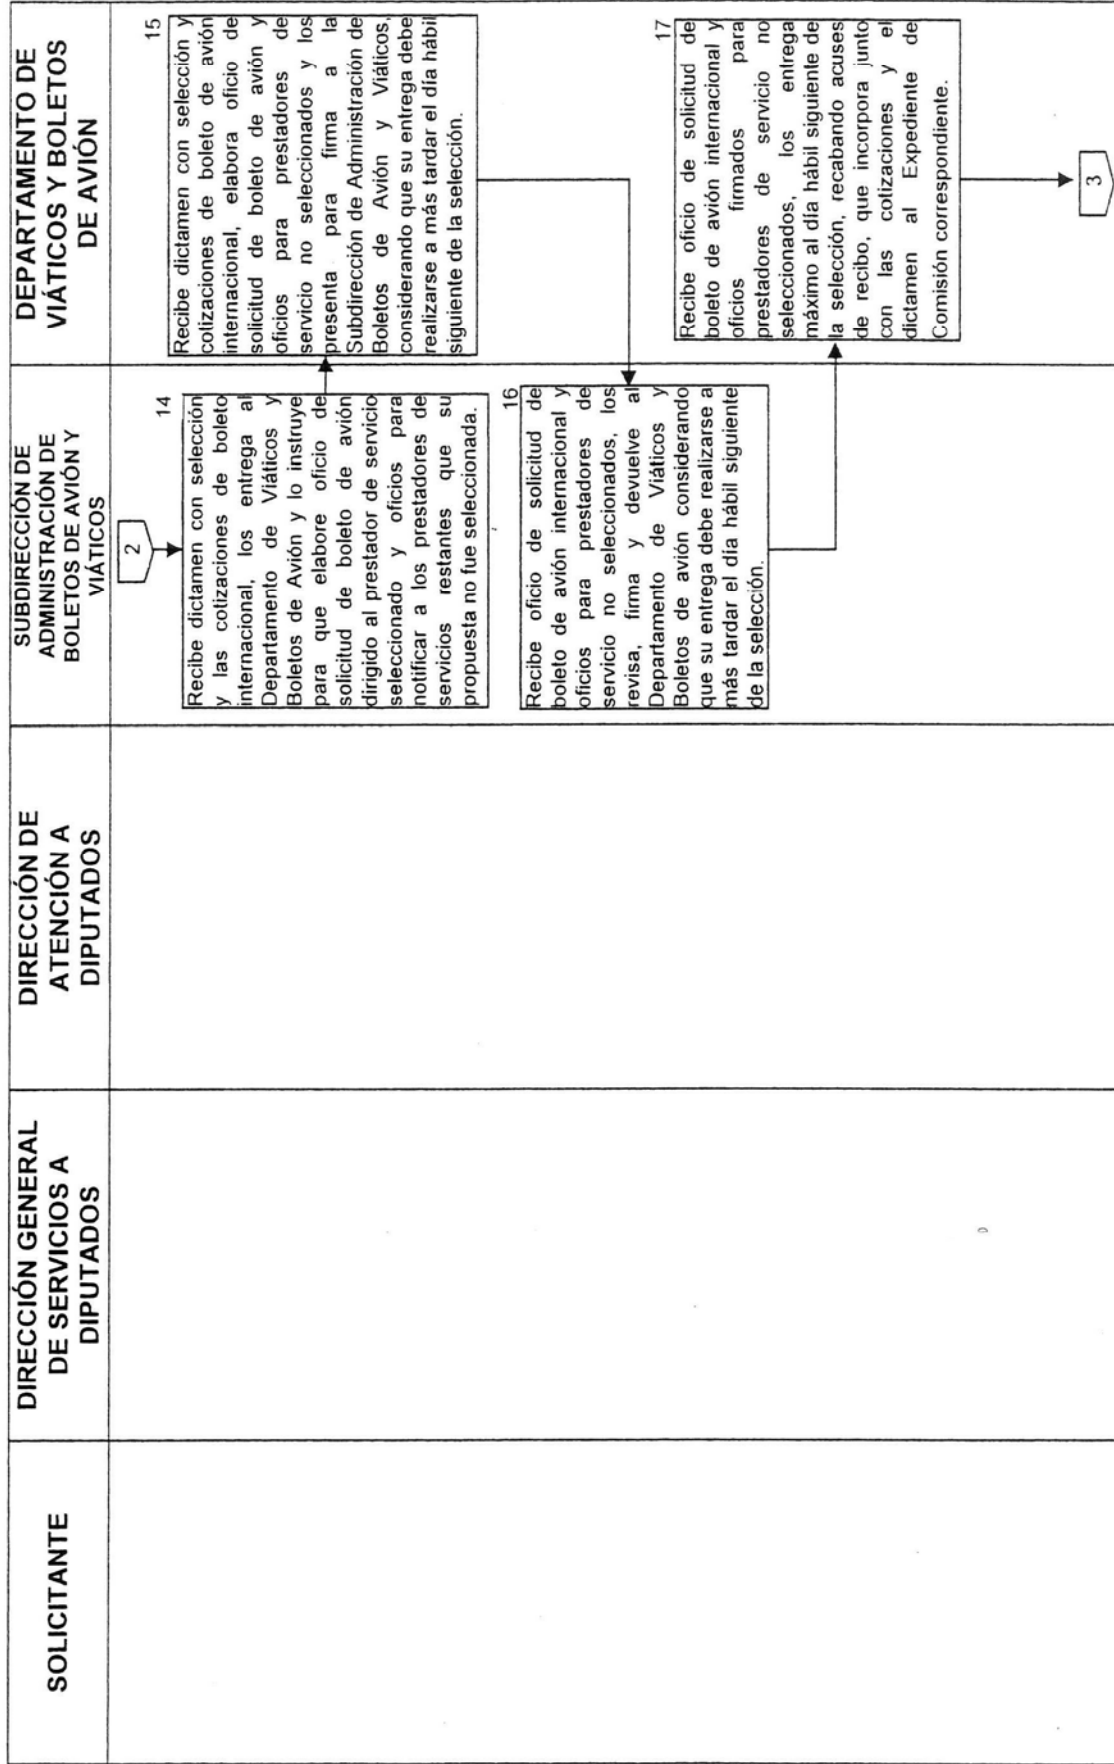 SOLICITANTE
DIRECCIÓN GENERAL
DE SERVICIOS A
DIPUTADOS
DIRECCIÓN DE
ATENCIÓN A
DIPUTADOS
SUBDIRECCIÓN DE
ADMINISTRACIÓN DE
BOLETOS DE AVIÓN Y
VIÁTICOS
DEPARTAMENTO DE
VIÁTICOS Y BOLETOS
DE AVIÓN
2
14
Recibe dictamen con selección
y las cotizaciones de boleto
internacional, los entrega al
Departamento de Viáticos y
Boletos de Avión y lo instruye
para que elabore oficio de
solicitud de boleto de avión
dirigido al prestador de servicio
seleccionado y oficios para
notificar a los prestadores de
servicios restantes que su
propuesta no fue seleccionada.
15
Recibe dictamen con selección y
cotizaciones de boleto de avión
internacional, elabora oficio de
solicitud de boleto de avión y
oficios para prestadores de
servicio no seleccionados y los
presenta para firma a la
Subdirección de Administración de
Boletos de Avión y Viáticos,
considerando que su entrega debe
realizarse a más tardar el día hábil
siguiente de la selección.
16
Recibe oficio de solicitud de
boleto de avión internacional y
oficios para prestadores de
servicio no seleccionados, los
revisa, firma y devuelve al
Departamento de Viáticos y
Boletos de avión considerando
que su entrega debe realizarse a
más tardar el día hábil siguiente
de la selección.
17
Recibe oficio de solicitud de
boleto de avión internacional y
oficios firmados para
prestadores de servicio no
seleccionados, los entrega
máximo al día hábil siguiente de
la selección, recabando acuses
de recibo, que incorpora junto
con las cotizaciones y el
dictamen al Expediente de
Comisión correspondiente.
3